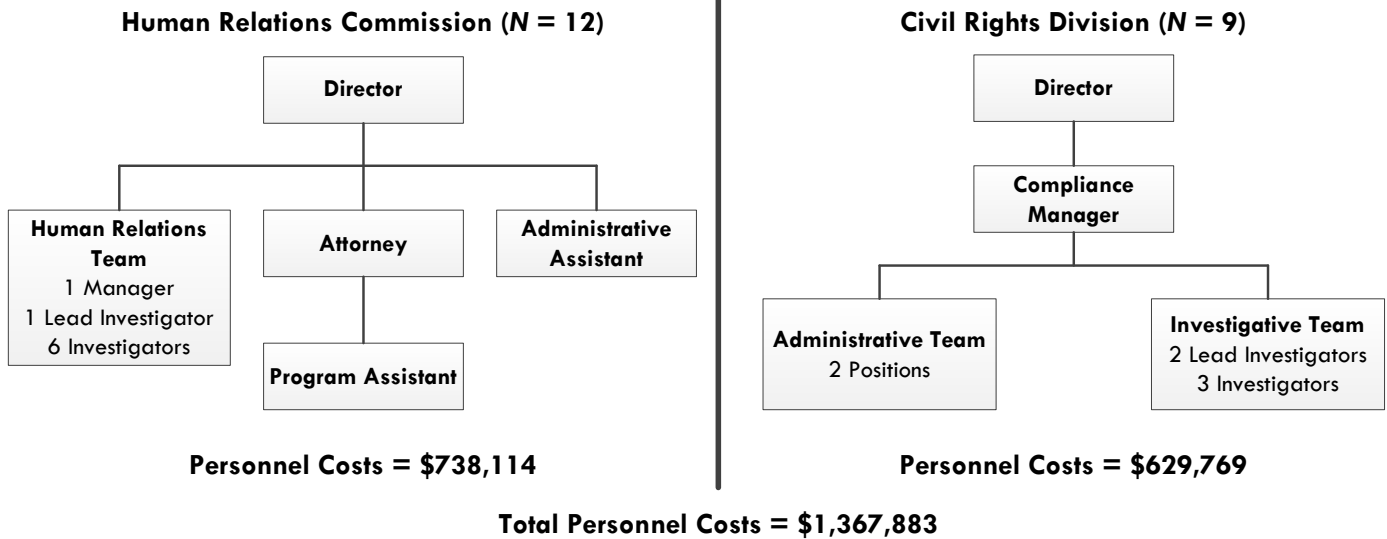 Human Relations Commission (N = 12)
Director
Human Relations
Team
1 Manager
1 Lead Investigator
6 Investigators
Attorney
Administrative
Assistant
Program Assistant
Personnel Costs = $738,114
Civil Rights Division (N = 9)
Director
Compliance
Manager
Administrative Team
2 Positions
Investigative Team
2 Lead Investigators
3 Investigators
Personnel Costs = $629,769
Total Personnel Costs = $1,367,883